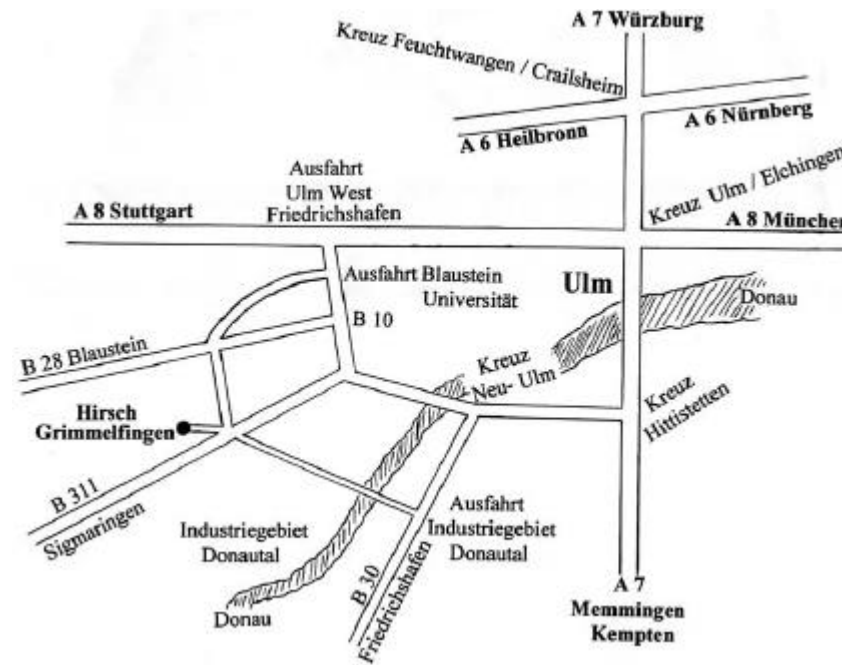 A 7 Würzburg
Kreuz Feuchtwangen / Crailsheim
A 6 Heilbronn
A 6 Nürnberg
Ausfahrt
Ulm West
Friedrichshafen
A 8 Stuttgart
Kreuz Ulm / Elchingen
A 8 München
Ausfahrt Blaustein
Universität
Ulm
Donau
B 10
B 28 Blaustein
Kreuz
Neu- Ulm
Kreuz
Hittistetten
Hirsch
Grimmelfingen
B 311
Sigmaringen
Industriegebiet
Donautal
Ausfahrt
Industriegebiet
Donautal
B 30
Friedrichshafen
Donau
A 7
Memmingen
Kempten